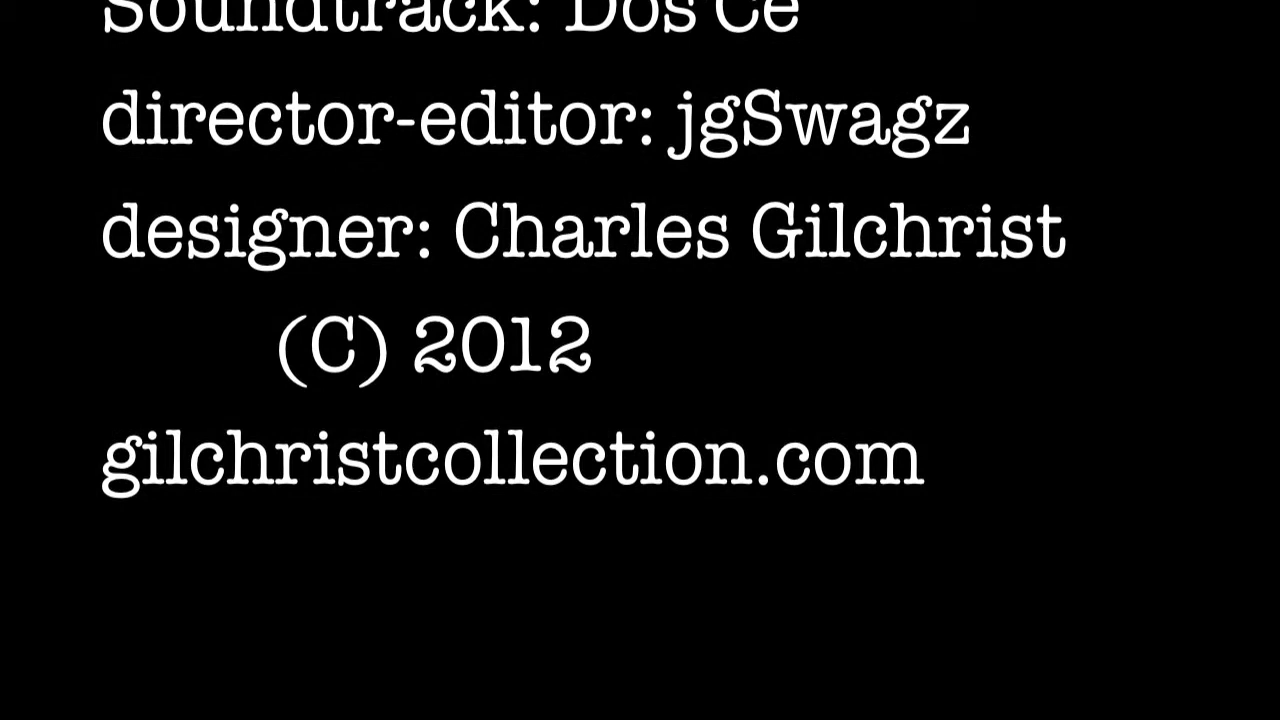 Soundtrack: Dos Ce
director-editor: jgSwagz
designer: Charles Gilchrist
(C) 2012
gilchristcollection.com